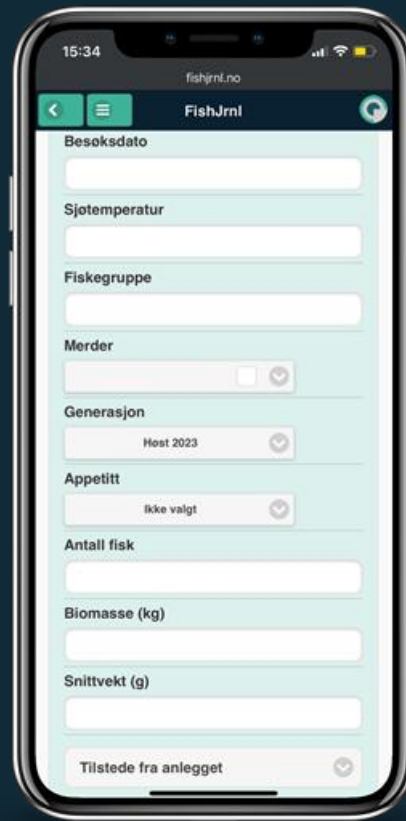 15:34
fishjrnl.no
FishJrnl
Besøksdato
Sjøtemperatur
Fiskegruppe
Merder
Generasjon
Høst 2023
Appetitt
Ikke valgt
Antall fisk
Biomasse (kg)
Snittvekt (g)
Tilstede fra anlegget